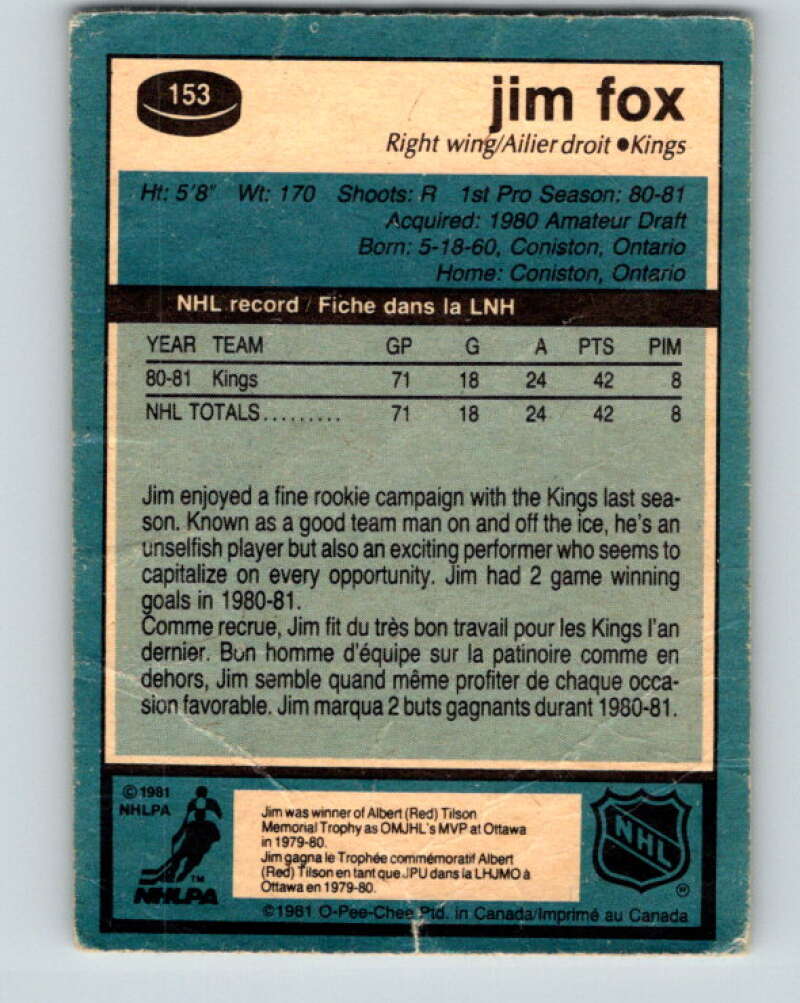 153
jim fox
Right wing/Ailier droit ●Kings
Ht: 5'8" Wt: 170 Shoots: R 1st Pro Season: 80-81
Acquired: 1980 Amateur Draft
Born: 5-18-60, Coniston, Ontario
Home: Coniston, Ontario
NHL record / Fiche dans la LNH
YEAR TEAM GP G A PTS PIM
80-81 Kings 71 18 24 42 8
NHL TOTALS......... 71 18 24 42 8
Jim enjoyed a fine rookie campaign with the Kings last sea-
son. Known as a good team man on and off the ice, he's an
unselfish player but also an exciting performer who seems to
capitalize on every opportunity. Jim had 2 game winning
goals in 1980-81.
Comme recrue, Jim fit du très bon travail pour les Kings l'an
dernier. Bon homme d'équipe sur la patinoire comme en
dehors, Jim semble quand même profiter de chaque occa-
sion favorable. Jim marqua 2 buts gagnants durant 1980-81.
©1981
NHLPA
TM
NHLPA
Jim was winner of Albert (Red) Tilson
Memorial Trophy as OMJHL's MVP at Ottawa
in 1979-80.
Jim gagna le Trophée commémoratif Albert
(Red) Tilson en tant que JPU dans la LHJMO à
Ottawa en 1979-80.
NHL
®
©1981 O-Pee-Chee Ptd. in Canada/Imprimé au Canada